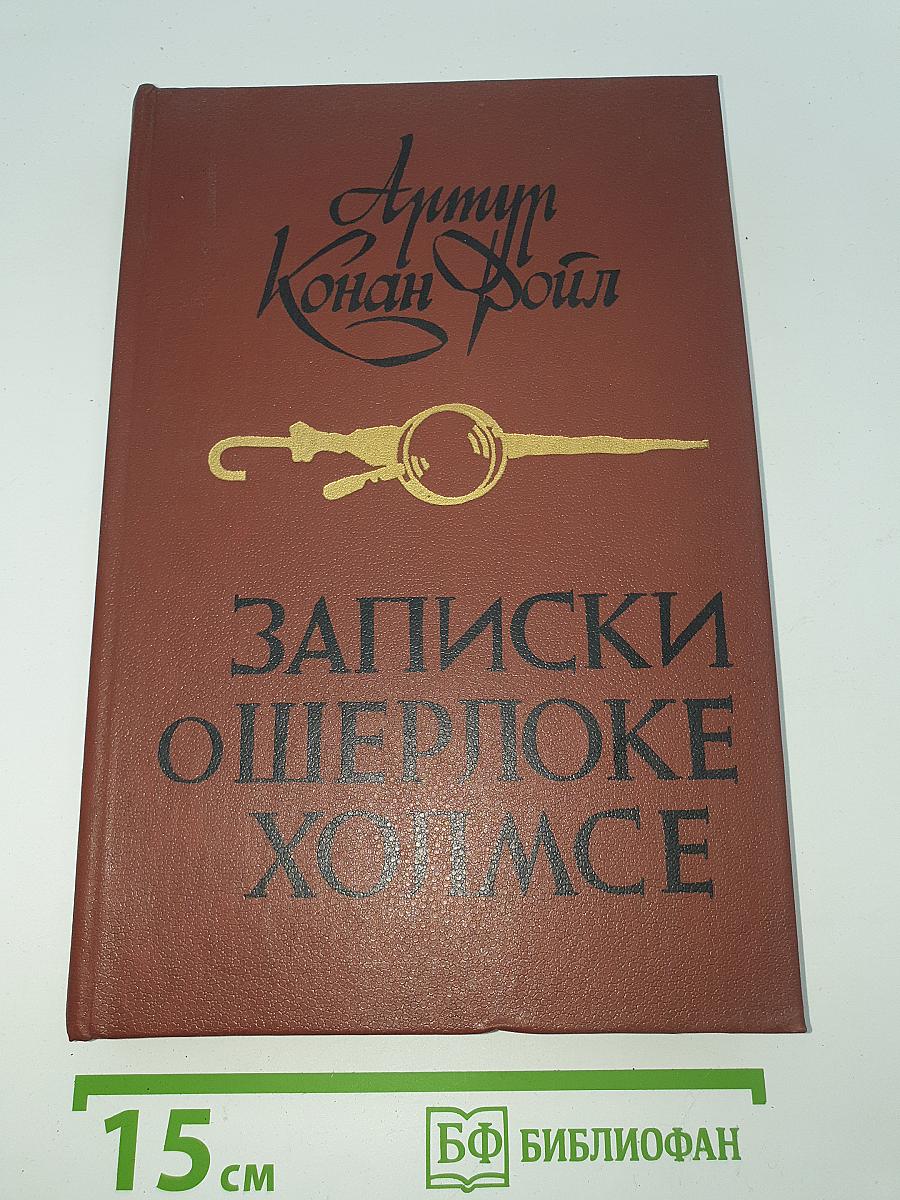 Артур
Конан Дойл
ЗАПИСКИ
О ШЕРЛОКЕ
ХОЛМСЕ
15 см
БФ БИБЛИОФАН